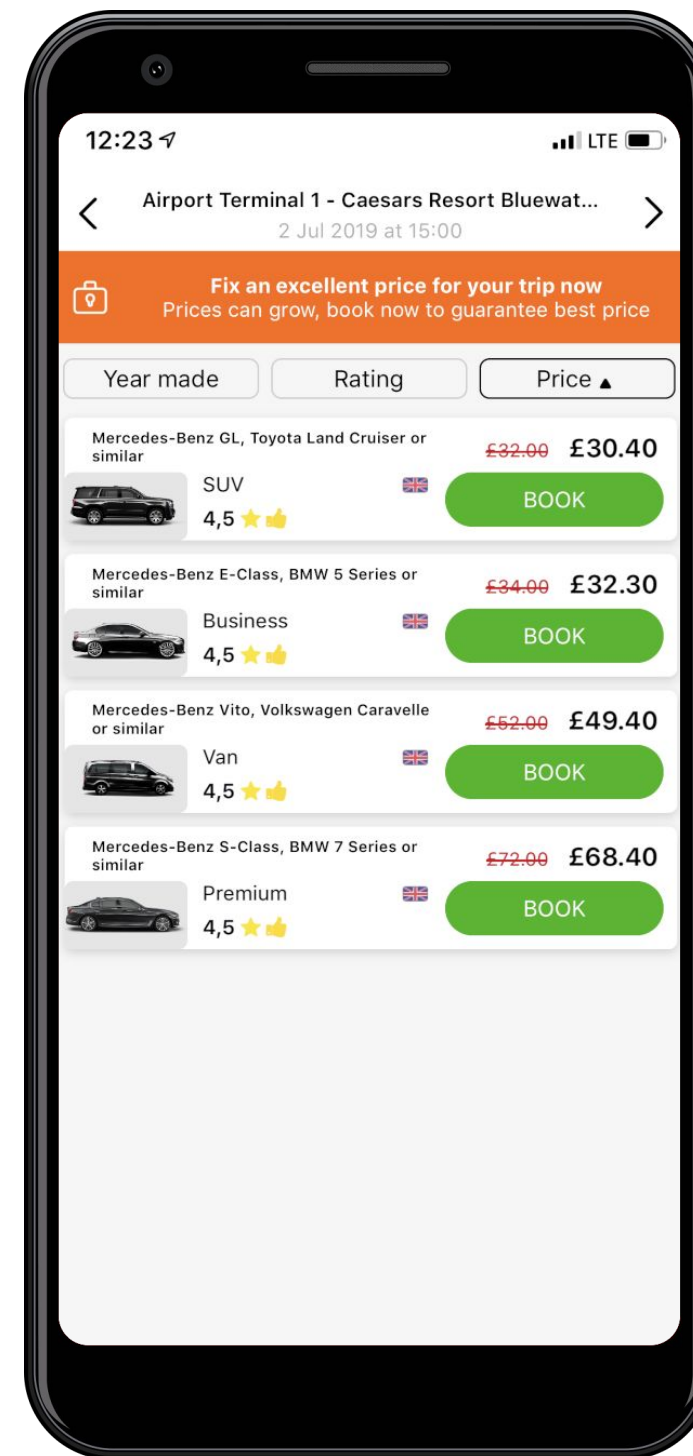 12:23 LTE
Airport Terminal 1 - Caesars Resort Bluewat...
2 Jul 2019 at 15:00
Fix an excellent price for your trip now
Prices can grow, book now to guarantee best price
Year made Rating Price ▲
Mercedes-Benz GL, Toyota Land Cruiser or
similar
£32.00 £30.40
SUV
BOOK
4,5
Mercedes-Benz E-Class, BMW 5 Series or
similar
£34.00 £32.30
Business
BOOK
4,5
Mercedes-Benz Vito, Volkswagen Caravelle
or similar
£52.00 £49.40
Van
BOOK
4,5
Mercedes-Benz S-Class, BMW 7 Series or
similar
£72.00 £68.40
Premium
BOOK
4,5